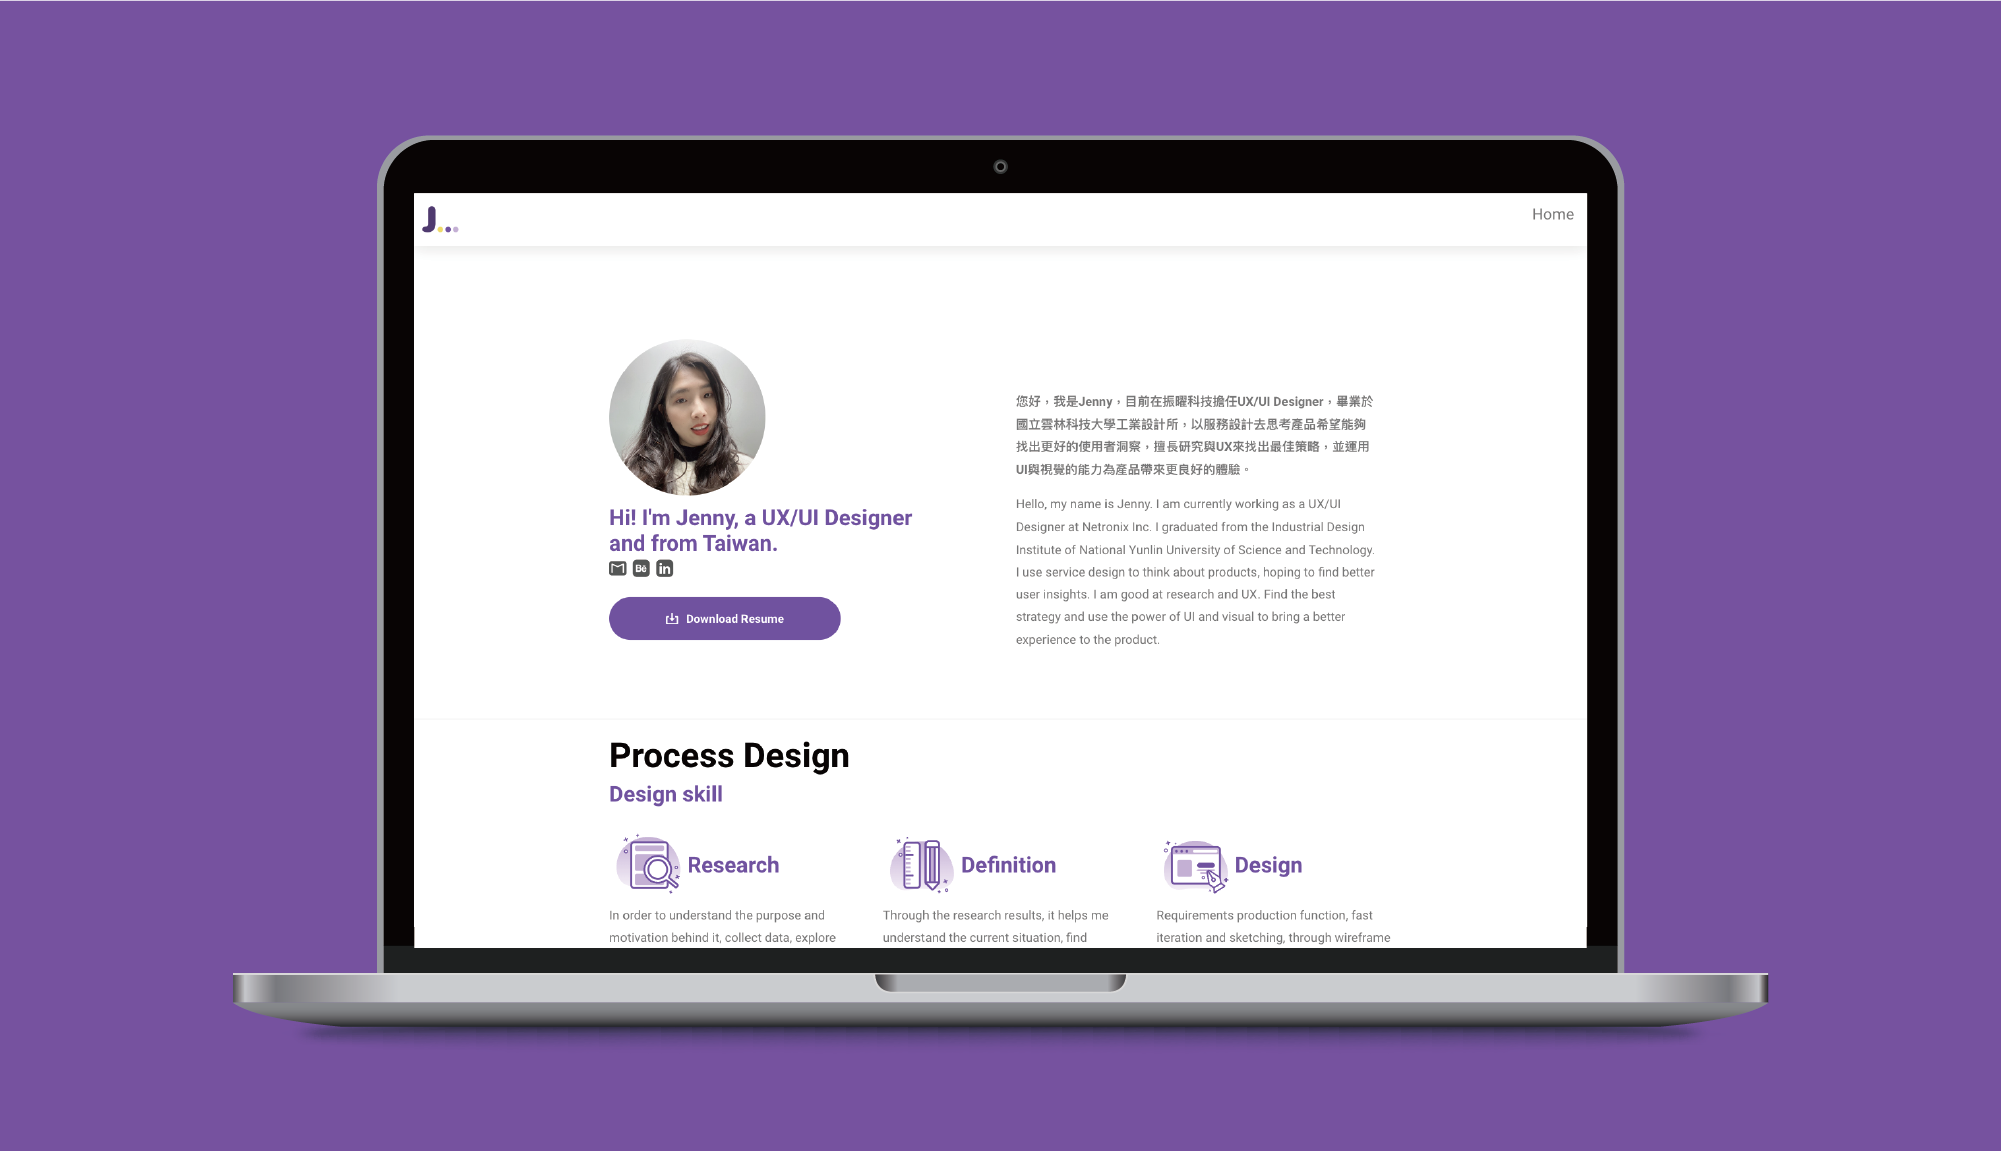 J...
Home
Hi! I'm Jenny, a UX/UI Designer
and from Taiwan.
Bē in
Download Resume
您好，我是Jenny，目前在振曜科技擔任UX/UI Designer，畢業於
國立雲林科技大學工業設計所，以服務設計去思考產品希望能夠
找出更好的使用者洞察，擅長研究與UX來找出最佳策略，並運用
UI與視覺的能力為產品帶來更良好的體驗。
Hello, my name is Jenny. I am currently working as a UX/UI
Designer at Netronix Inc. I graduated from the Industrial Design
Institute of National Yunlin University of Science and Technology.
I use service design to think about products, hoping to find better
user insights. I am good at research and UX. Find the best
strategy and use the power of UI and visual to bring a better
experience to the product.
Process Design
Design skill
Research
In order to understand the purpose and
motivation behind it, collect data, explore
Definition
Through the research results, it helps me
understand the current situation, find
Design
Requirements production function, fast
iteration and sketching, through wireframe